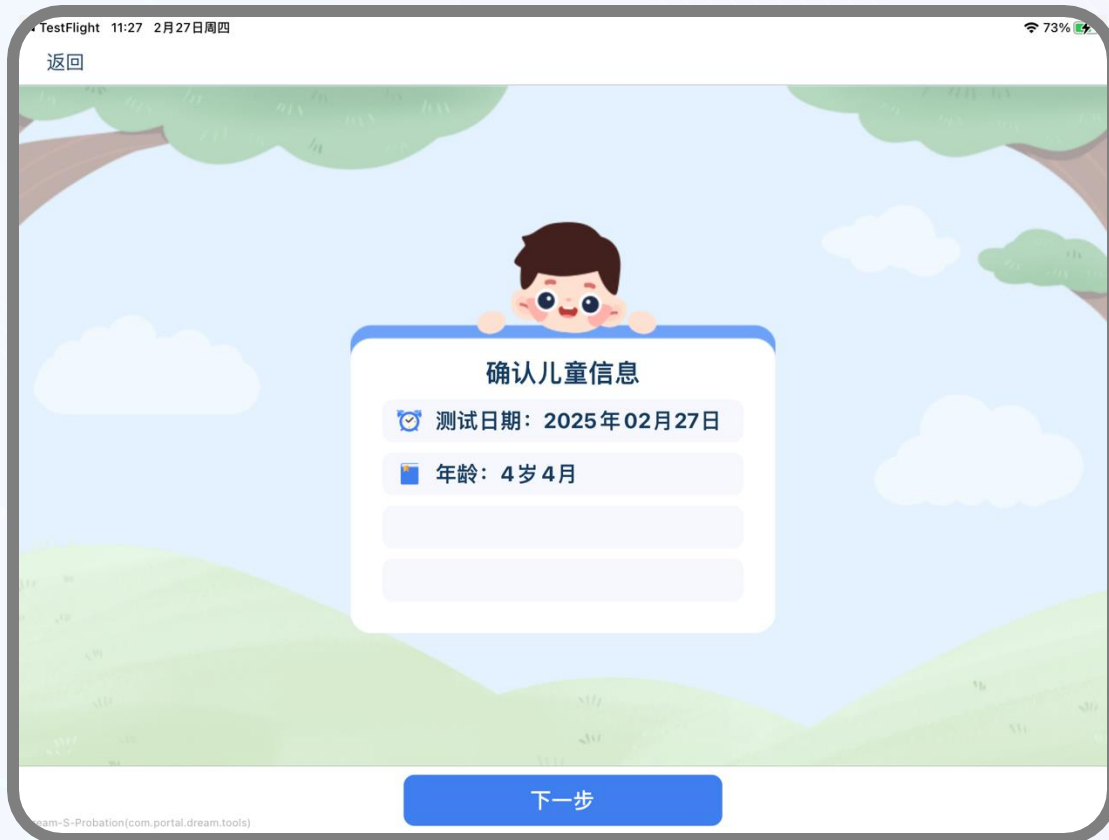 TestFlight 11:27 2月27日周四 73%
返回
确认儿童信息
测试日期：2025年02月27日
年龄：4岁4月
下一步
eam-S-Probation(com.portal.dream.tools)